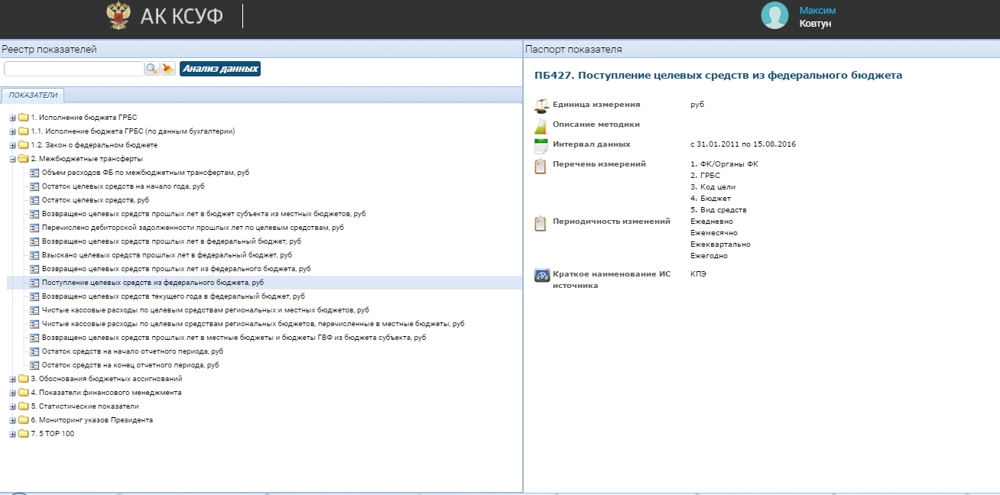 АК КСУФ
Максим
Ковтун
Реестр показателей
Анализ данных
ПОКАЗАТЕЛИ
1. Исполнение бюджета ГРБС
1.1. Исполнение бюджета ГРБС (по данным бухгалтерии)
1.2. Закон о федеральном бюджете
2. Межбюджетные трансферты
Объем расходов ФБ по межбюджетным трансфертам, руб
Остаток целевых средств на начало года, руб
Остаток целевых средств, руб
Возвращено целевых средств прошлых лет в бюджет субъекта из местных бюджетов, руб
Перечислено дебиторской задолженности прошлых лет по целевым средствам, руб
Возвращено целевых средств прошлых лет в федеральный бюджет, руб
Взыскано целевых средств прошлых лет в федеральный бюджет, руб
Возвращено целевых средств прошлых лет из федерального бюджета, руб
Поступление целевых средств из федерального бюджета, руб
Возвращено целевых средств текущего года в федеральный бюджет, руб
Чистые кассовые расходы по целевым средствам региональных и местных бюджетов, руб
Чистые кассовые расходы по целевым средствам региональных бюджетов, перечисленные в местные бюджеты, руб
Возвращено целевых средств прошлых лет в местные бюджеты и бюджеты ГВФ из бюджета субъекта, руб
Остаток средств на начало отчетного периода, руб
Остаток средств на конец отчетного периода, руб
3. Обоснования бюджетных ассигнований
4. Показатели финансового менеджмента
5. Статистические показатели
6. Мониторинг указов Президента
7. 5 TOP 100
Паспорт показателя
ПБ427. Поступление целевых средств из федерального бюджета
Единица измерения руб
Описание методики
Интервал данных с 31.01.2011 по 15.08.2016
Перечень измерений 1. ФК/Органы ФК
2. ГРБС
3. Код цели
4. Бюджет
5. Вид средств
Периодичность изменений Ежедневно
Ежемесячно
Ежеквартально
Ежегодно
Краткое наименование ИС КПЭ
источника